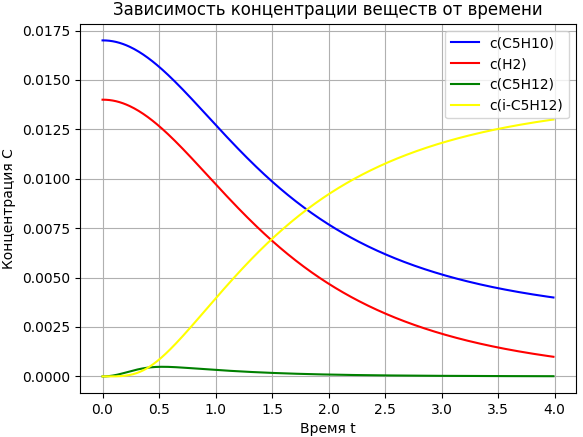 Зависимость концентрации веществ от времени
c(C5H10)
c(H2)
c(C5H12)
c(i-C5H12)
Концентрация C
0.0175
0.0150
0.0125
0.0100
0.0075
0.0050
0.0025
0.0000
0.0 0.5 1.0 1.5 2.0 2.5 3.0 3.5 4.0
Время t